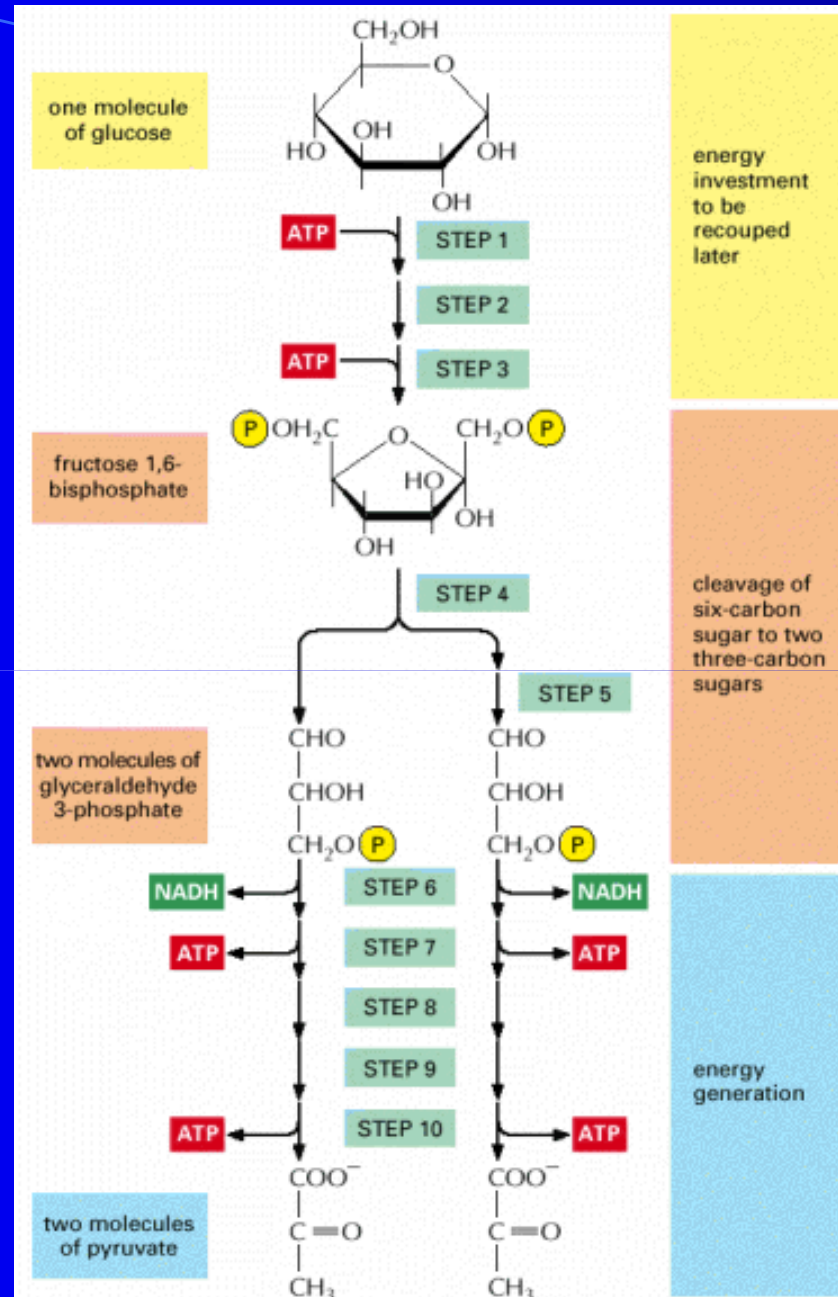 CH₂OH
O
one molecule
of glucose
OH
HO
OH
OH
energy
investment
to be
recouped
later
ATP
STEP 1
STEP 2
ATP
STEP 3
P OH₂C
O
CH₂O P
fructose 1,6-
bisphosphate
HO
OH
OH
STEP 4
cleavage of
six-carbon
sugar to two
three-carbon
sugars
STEP 5
two molecules of
glyceraldehyde
3-phosphate
CHO
CHO
CHOH
CHOH
CH₂O P
CH₂O P
NADH
STEP 6
NADH
ATP
STEP 7
ATP
STEP 8
STEP 9
energy
generation
ATP
STEP 10
ATP
two molecules
of pyruvate
COO⁻
COO⁻
C=O
C=O
CH₃
CH₃